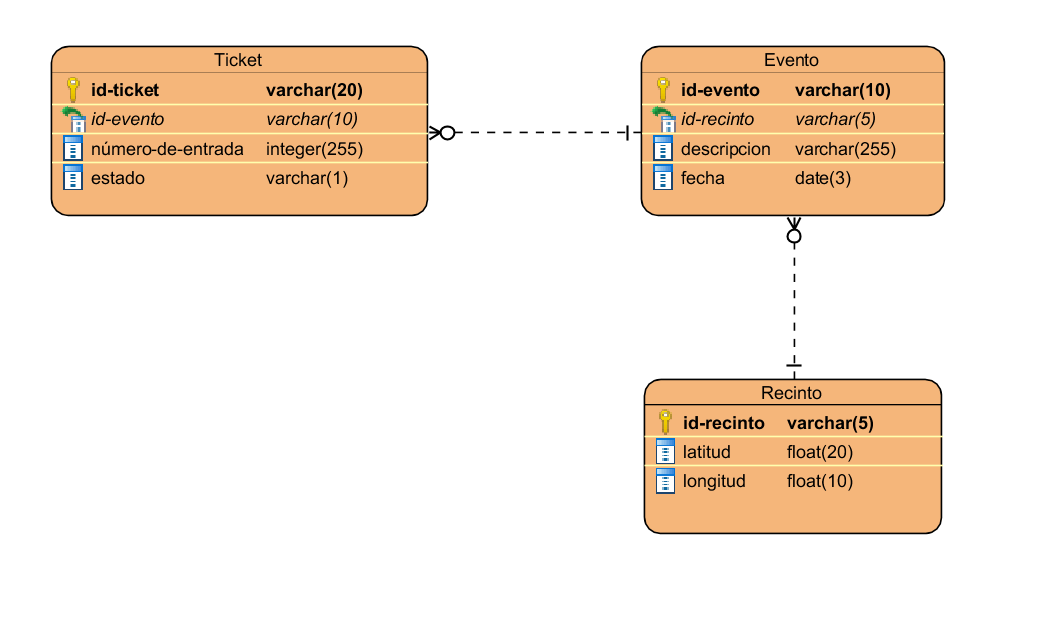 Ticket
id-ticket varchar(20)
id-evento varchar(10)
número-de-entrada integer(255)
estado varchar(1)
Evento
id-evento varchar(10)
id-recinto varchar(5)
descripcion varchar(255)
fecha date(3)
Recinto
id-recinto varchar(5)
latitud float(20)
longitud float(10)